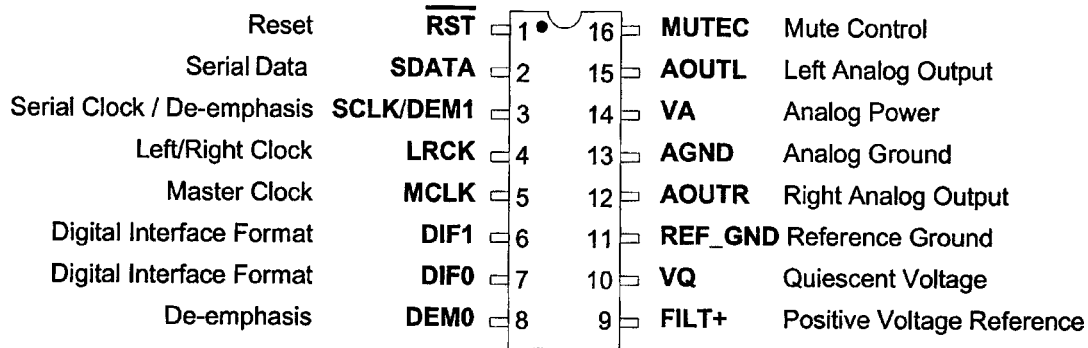 Reset RST 1 16 MUTEC Mute Control
Serial Data SDATA 2 15 AOUTL Left Analog Output
Serial Clock / De-emphasis SCLK/DEM1 3 14 VA Analog Power
Left/Right Clock LRCK 4 13 AGND Analog Ground
Master Clock MCLK 5 12 AOUTR Right Analog Output
Digital Interface Format DIF1 6 11 REF_GND Reference Ground
Digital Interface Format DIF0 7 10 VQ Quiescent Voltage
De-emphasis DEM0 8 9 FILT+ Positive Voltage Reference